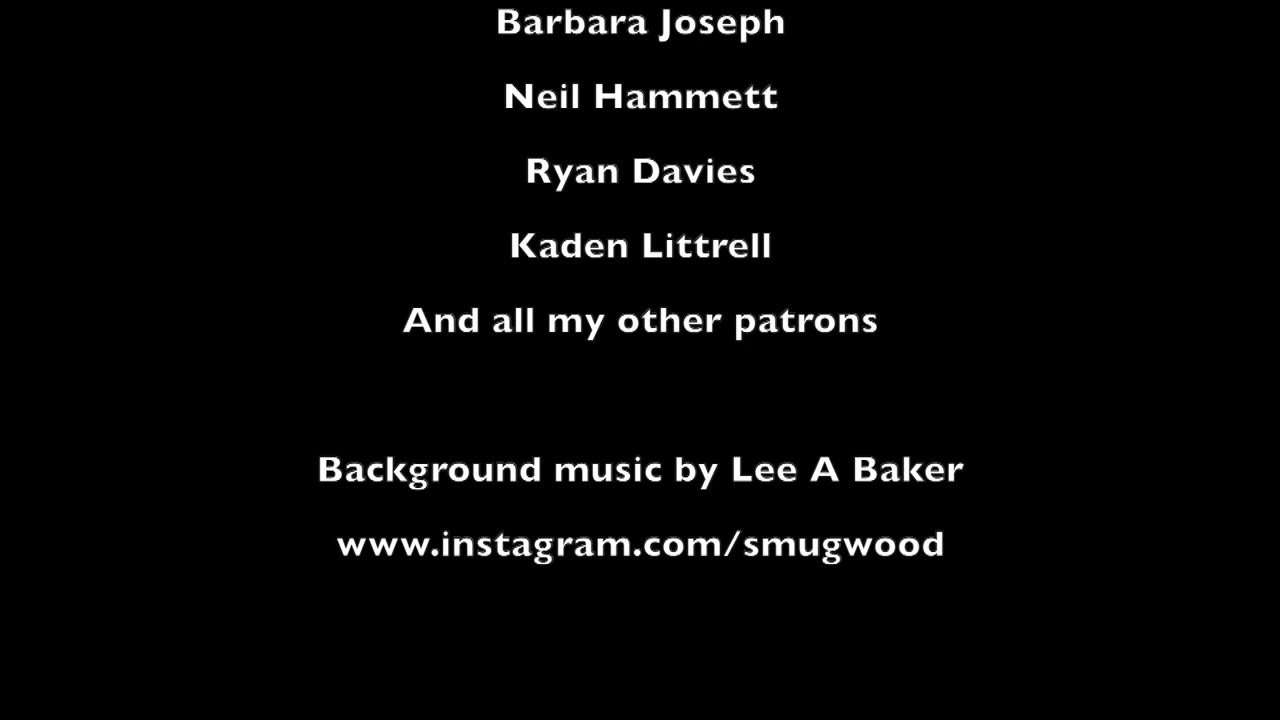 Barbara Joseph
Neil Hammett
Ryan Davies
Kaden Littrell
And all my other patrons
Background music by Lee A Baker
www.instagram.com/smugwood